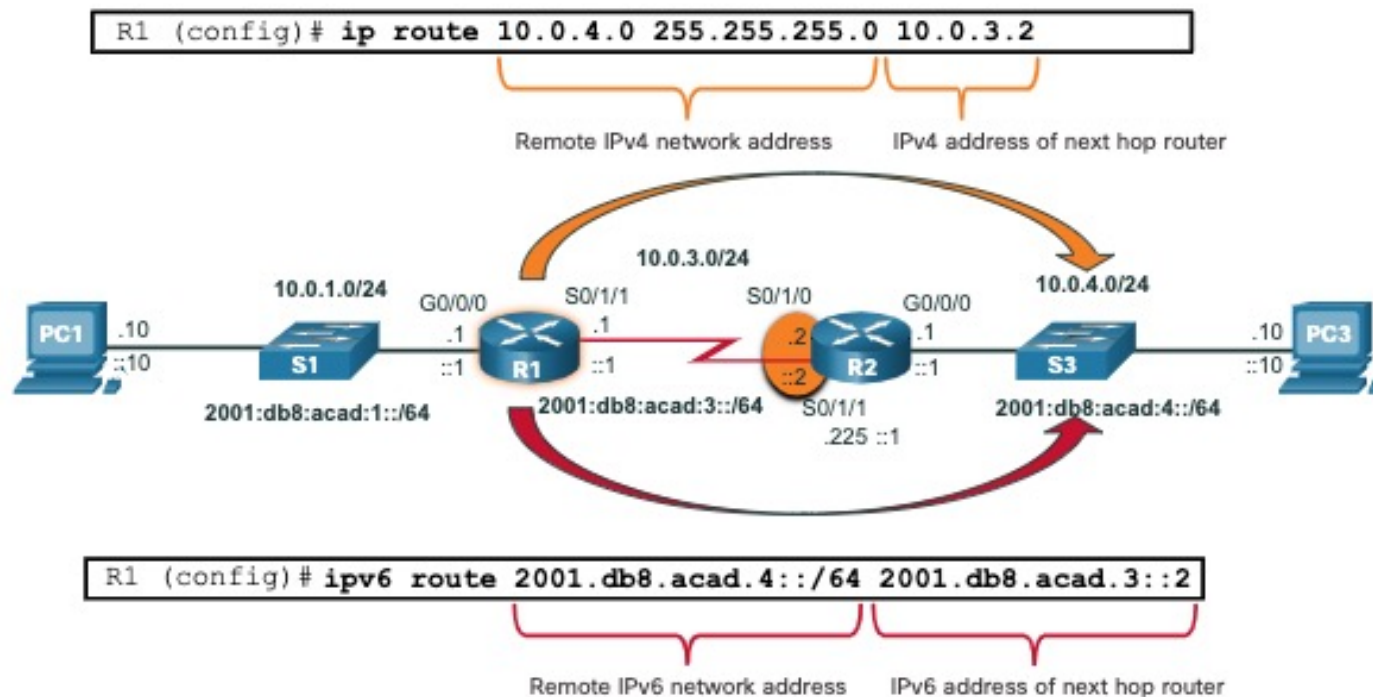 R1 (config)# ip route 10.0.4.0 255.255.255.0 10.0.3.2
Remote IPv4 network address IPv4 address of next hop router
10.0.3.0/24
10.0.1.0/24 10.0.4.0/24
G0/0/0 S0/1/1 S0/1/0 G0/0/0
PC1 .10 .1 .1 .2 .1 .10 PC3
::10 S1 ::1 R1 ::1 ::2 R2 ::1 S3 ::10
2001:db8:acad:1::/64 2001:db8:acad:3::/64 S0/1/1 2001:db8:acad:4::/64
.225 ::1
R1 (config)# ipv6 route 2001.db8.acad.4::/64 2001.db8.acad.3::2
Remote IPv6 network address IPv6 address of next hop router